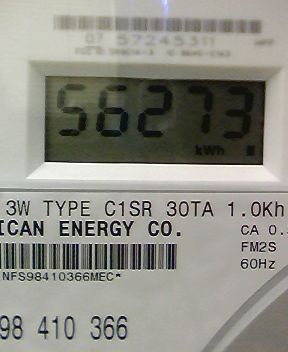 07 57245311
56273
kWh
3W TYPE C1SR 30TA 1.0Kh
ICAN ENERGY CO.
CA 0.
FM2S
60Hz
NFS98410366MEC*
98 410 366